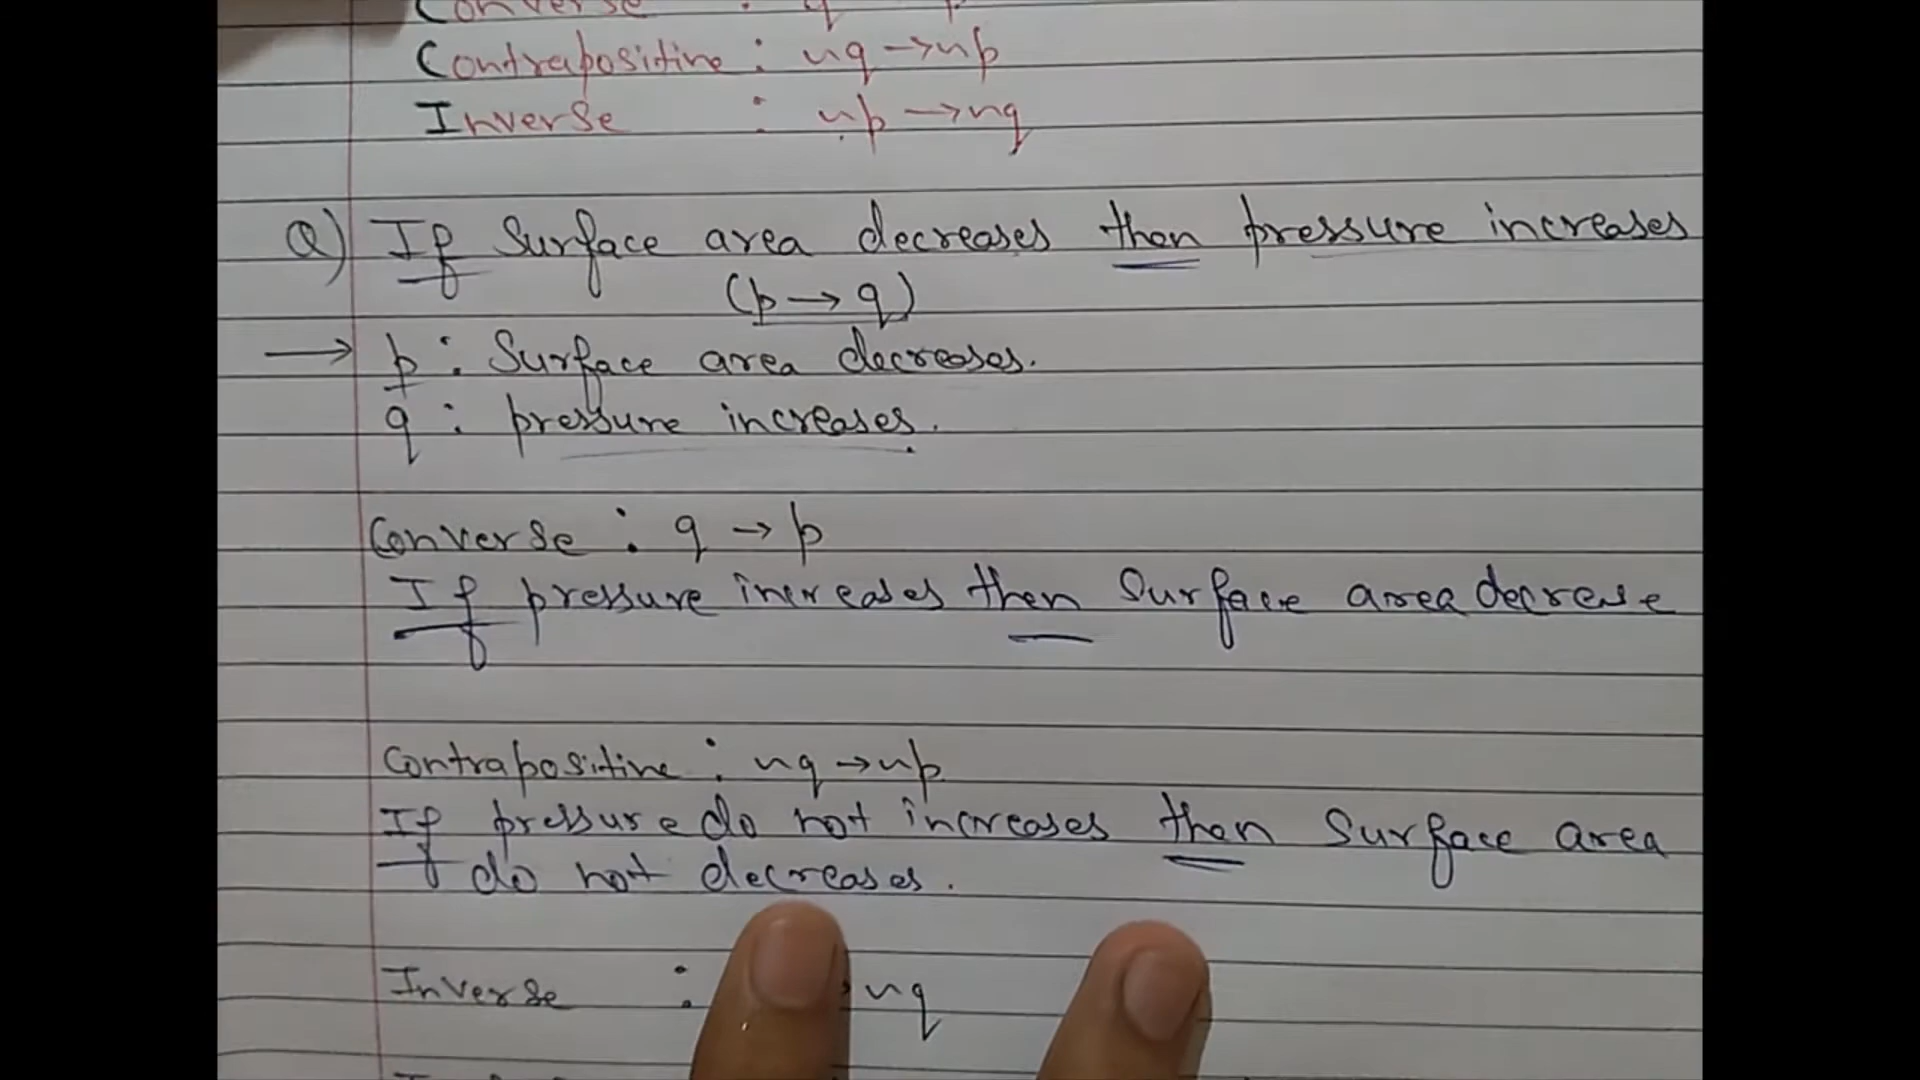 Converse : q → p
Contrapositive : ~q → ~p
Inverse : ~p → ~q
Q) If Surface area decreases then pressure increases
(p → q)
→ p : Surface area decreases.
q : pressure increases.
Converse : q → p
If pressure increases then Surface area decrease
Contrapositive : ~q → ~p
If pressure do not increases then Surface area
do not decreases.
Inverse : → ~q